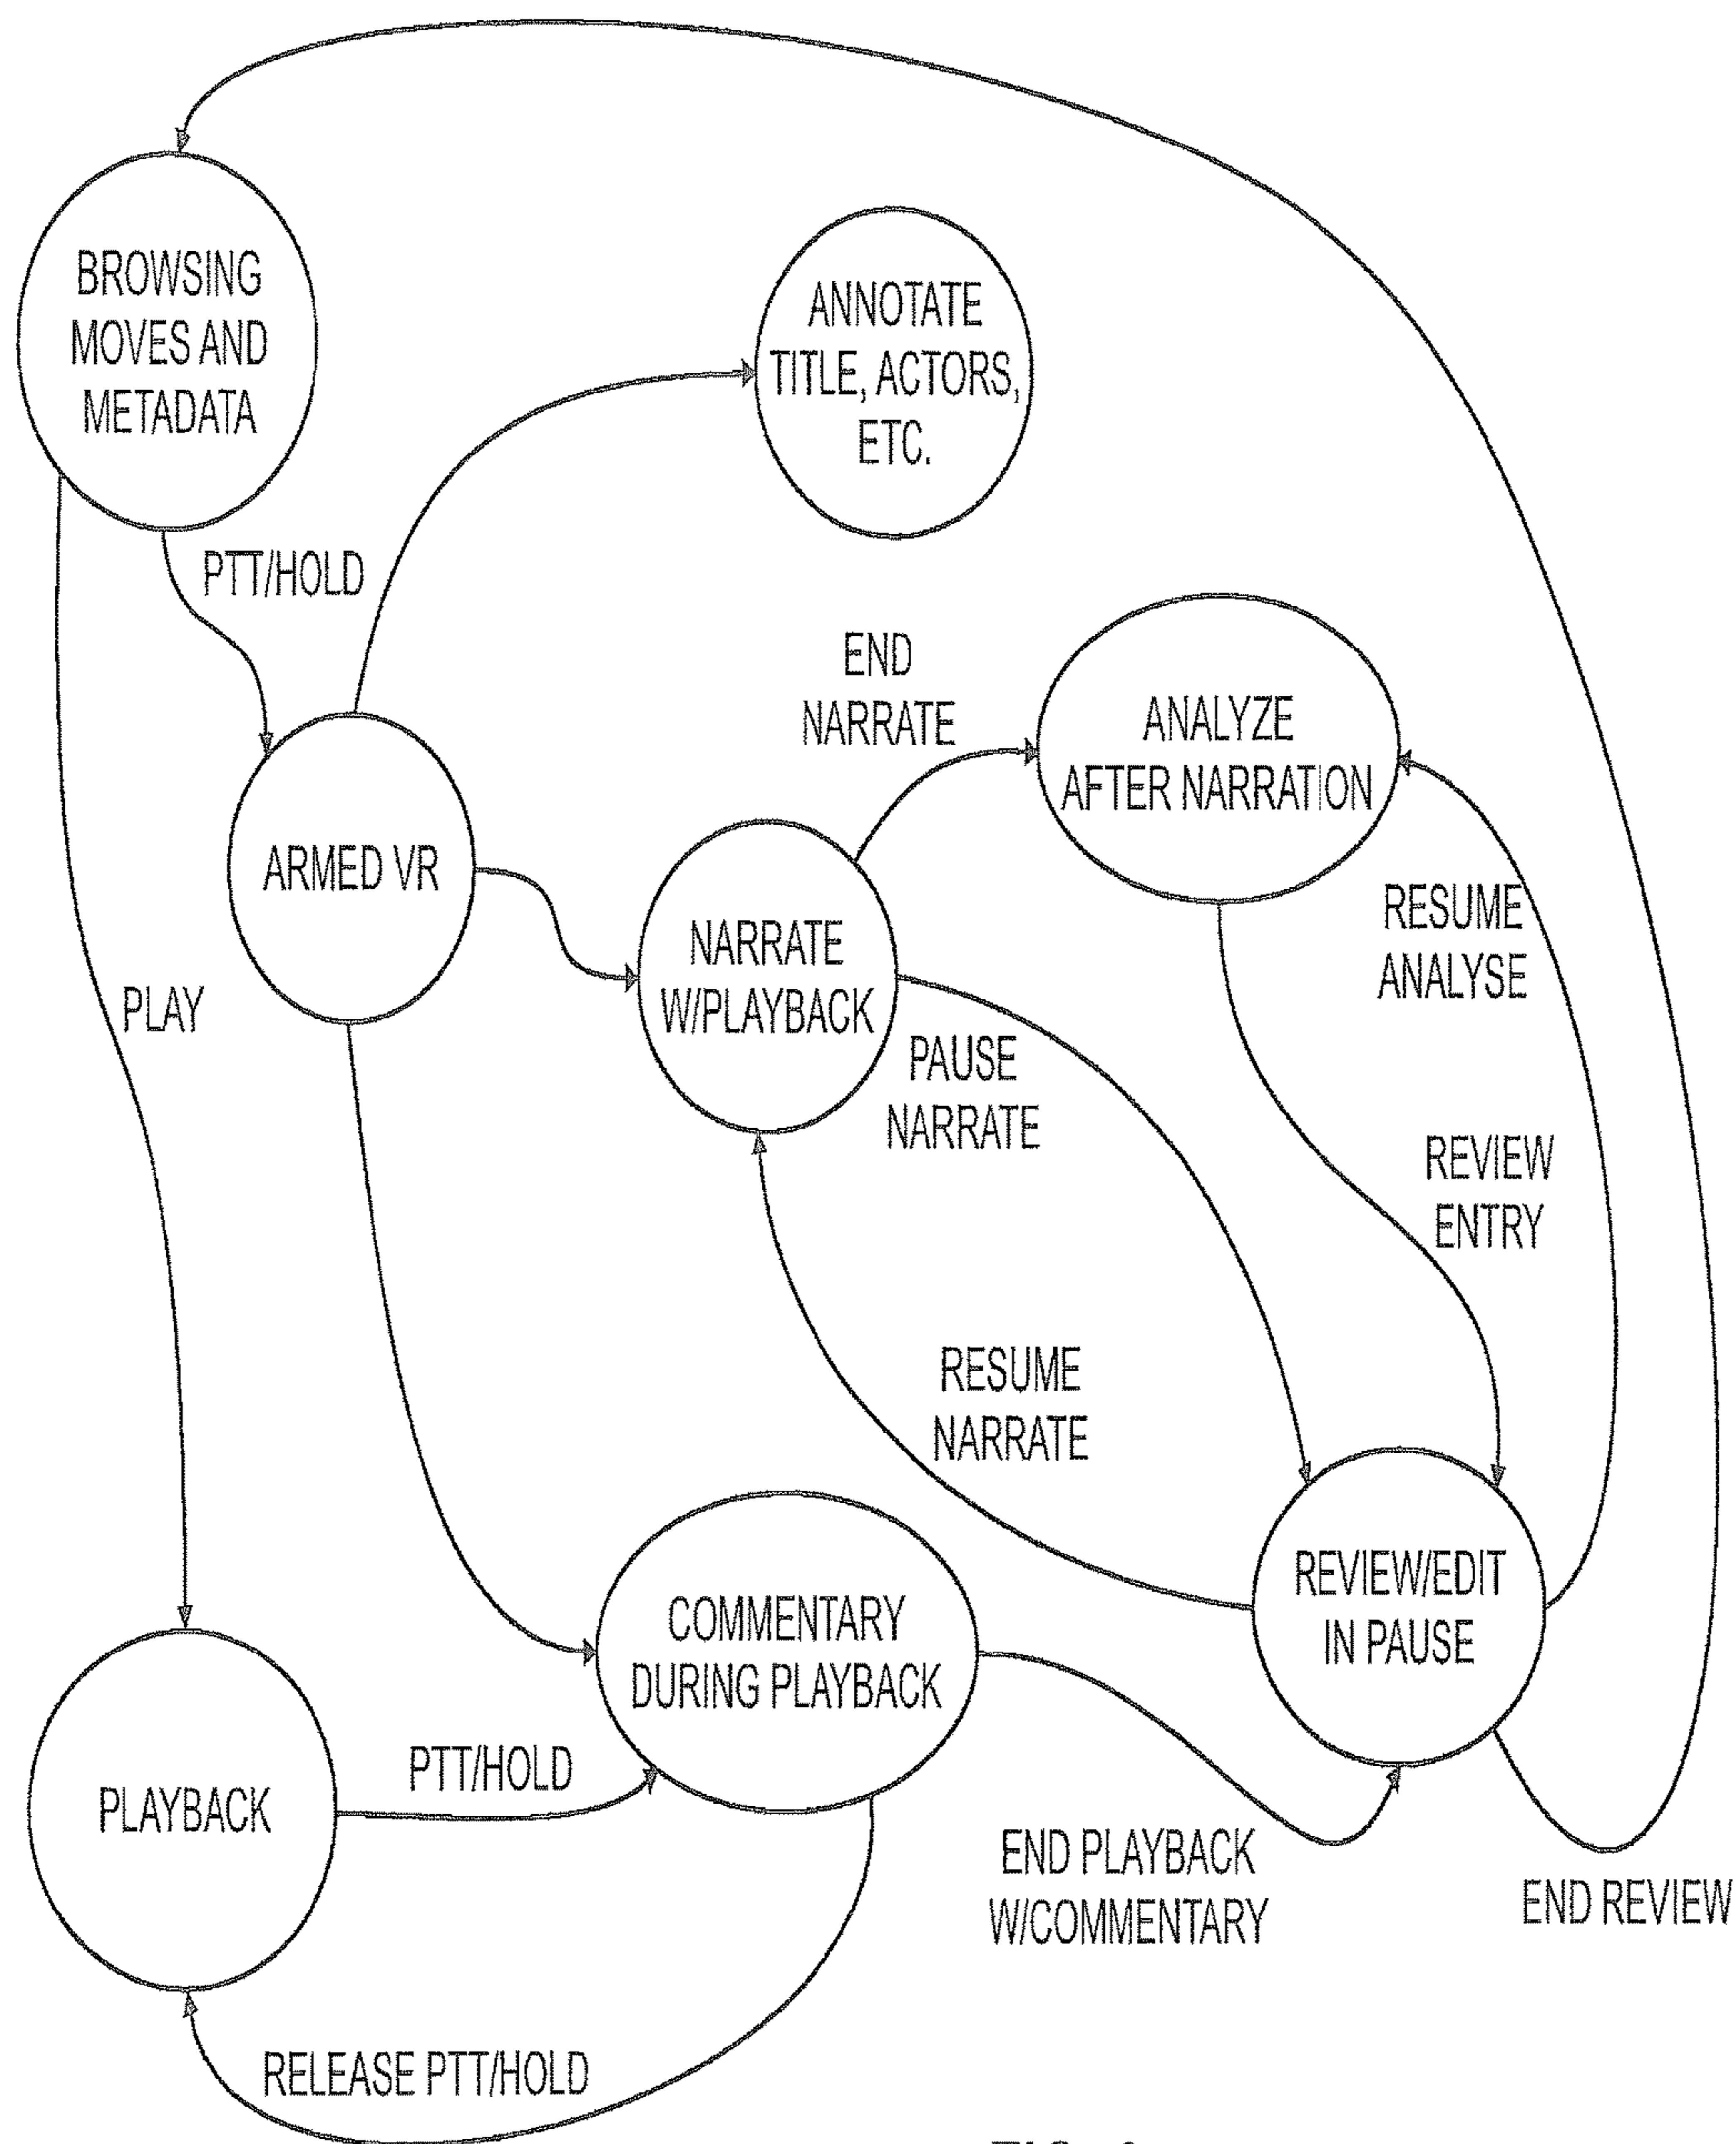 BROWSING
MOVES AND
METADATA
ANNOTATE
TITLE, ACTORS,
ETC.
PTT/HOLD
END
NARRATE
ANALYZE
AFTER NARRATION
ARMED VR
RESUME
ANALYSE
NARRATE
W/PLAYBACK
PLAY
PAUSE
NARRATE
REVIEW
ENTRY
RESUME
NARRATE
REVIEW/EDIT
IN PAUSE
COMMENTARY
DURING PLAYBACK
PTT/HOLD
PLAYBACK
END PLAYBACK
W/COMMENTARY
END REVIEW
RELEASE PTT/HOLD